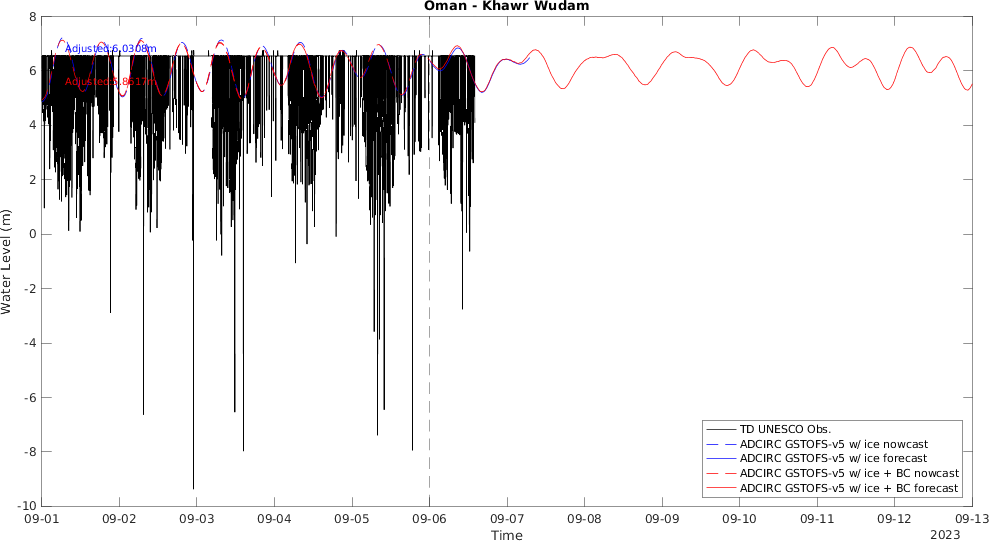 Oman - Khawr Wudam
8
6
4
2
0
-2
-4
-6
-8
-10
Water Level (m)
Adjusted:6.0308m
TD UNESCO Obs.
ADCIRC GSTOFS-v5 w/ ice nowcast
ADCIRC GSTOFS-v5 w/ ice forecast
ADCIRC GSTOFS-v5 w/ ice + BC nowcast
ADCIRC GSTOFS-v5 w/ ice + BC forecast
09-01 09-02 09-03 09-04 09-05 09-06 09-07 09-08 09-09 09-10 09-11 09-12 09-13
Time
2023